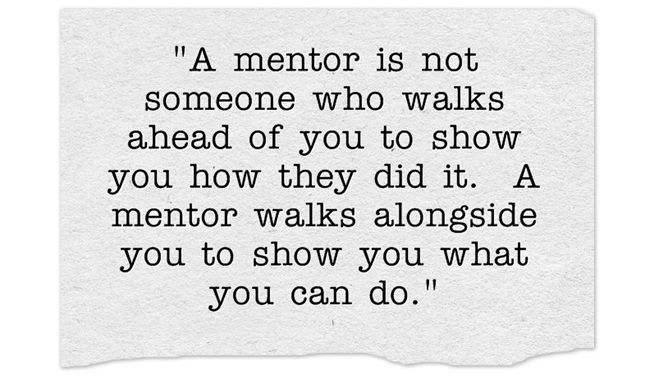 "A mentor is not
someone who walks
ahead of you to show
you how they did it.  A
mentor walks alongside
you to show you what
you can do."